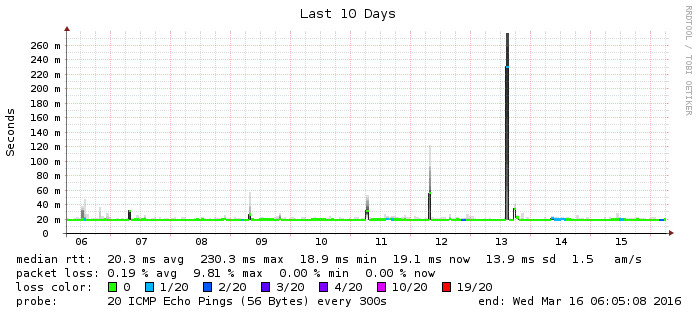 Last 10 Days
RRDTOOL / TOBI OETIKER
Seconds
260 m
240 m
220 m
200 m
180 m
160 m
140 m
120 m
100 m
80 m
60 m
40 m
20 m
0
06 07 08 09 10 11 12 13 14 15
median rtt: 20.3 ms avg 230.3 ms max 18.9 ms min 19.1 ms now 13.9 ms sd 1.5 am/s
packet loss: 0.19 % avg 9.81 % max 0.00 % min 0.00 % now
loss color: 0 1/20 2/20 3/20 4/20 10/20 19/20
probe: 20 ICMP Echo Pings (56 Bytes) every 300s end: Wed Mar 16 06:05:08 2016